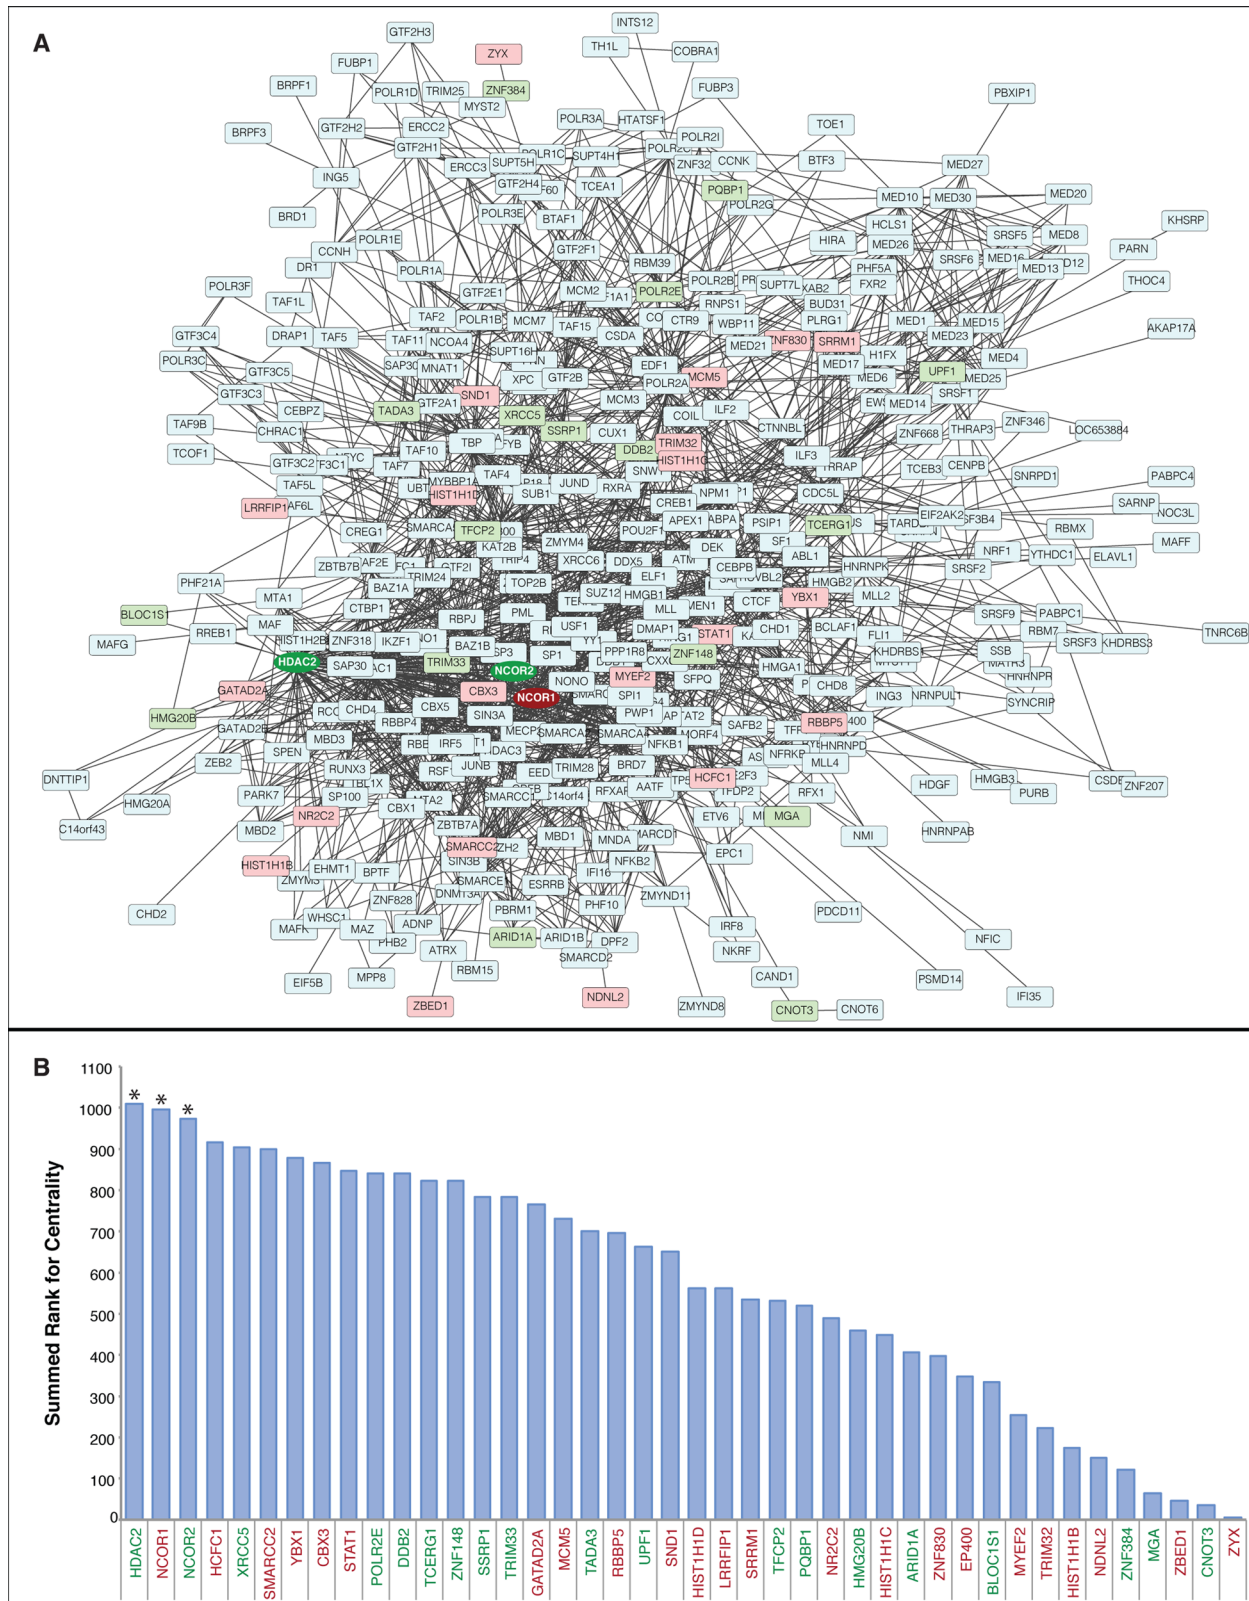 A
INTS12
GTF2H3
TH1L
COBRA1
ZYX
FUBP1
BRPF1
POLR1D
TRIM25
ZNF384
FUBP3
PBXIP1
MYST2
POLR3A
HTATSF1
TOE1
BRPF3
GTF2H2
ERCC2
POLR2I
GTF2H1
SUPT4H1
CCNK
BTF3
MED27
ING5
ERCC3
SUPT5H
GTF2H4
TCEA1
PQBP1
MED10
MED30
MED20
BRD1
POLR3E
BTAF1
POLR2G
HCLS1
KHSRP
CCNH
POLR1E
GTF2F1
HIRA
MED26
SRSF5
MED8
PARN
DR1
POLR1A
RBM39
SRSF6
MED13
POLR3F
TAF1L
GTF2E1
MCM2
POLR2E
POLR2B
SUPT7L
PHF5A
FXR2
THOC4
RNPS1
BUD31
GTF3C4
DRAP1
TAF5
TAF2
POLR1B
MCM7
TAF15
CSDA
CTR9
WBP11
PLRG1
MED1
MED15
MED23
AKAP17A
POLR3C
GTF3C5
TAF11
NCOA4
SUPT16H
MED21
SRRM1
H1FX
MED4
MNAT1
XPC
GTF2B
EDF1
POLR2A
MCM5
MED17
MED6
UPF1
MED25
GTF3C3
CEBPZ
TADA3
GTF2A1
SND1
XRCC5
MCM3
COIL
ILF2
MED14
SRSF1
TAF9B
CHRAC1
SSRP1
CUX1
DDB2
TRIM32
CTNNBL1
ZNF668
THRAP3
ZNF346
LOC653884
TCOF1
GTF3C2
TAF10
TBP
HIST1H1C
ILF3
TCEB3
CENPB
SNRPD1
PABPC4
TAF5L
TAF7
TAF4
JUND
SUB1
RXRA
NPM1
CDC5L
LRRFIP1
HIST1H1D
CREB1
EIF2AK2
SARNP
NOC3L
CREG1
TFCP2
POU2F1
APEX1
PSIP1
TCERG1
RBMX
MAFF
KAT2B
ZMYM4
SF1
NRF1
YTHDC1
ELAVL1
PHF21A
ZBTB7B
GTF2I
XRCC6
DDX5
ATM
DEK
CEBPB
ABL1
HNRNPK
SRSF2
BAZ1A
TRIM24
TOP2B
ELF1
HMGB2
BLOC1S1
MTA1
CTBP1
SUZ12
HMGB1
MLL
CTCF
YBX1
MLL2
SRSF9
PABPC1
MAFG
RREB1
MAF
RBPJ
PML
USF1
DMAP1
STAT1
CHD1
BCLAF1
FLI1
RBM7
SRSF3
KHDRBS3
TNRC6B
HDAC2
ZNF318
IKZF1
BAZ1B
SP1
YY1
PPP1R8
ZNF148
HMGA1
KHDRBS1
SSB
SAP30
TRIM33
NCOR2
NONO
MYEF2
SFPQ
CHD8
GATAD2A
CBX3
NCOR1
SPI1
ING3
SYNCRIP
HMG20B
CHD4
CBX5
SIN3A
PWP1
SAFB2
RBBP5
RBBP4
MBD3
IRF5
SMARCA2
SMARCA4
NFKB1
HNRNPD
ZEB2
SPEN
JUNB
EED
TRIM28
BRD7
AATF
HCFC1
NFRKB
MLL4
DNTTIP1
HMG20A
PARK7
RUNX3
SP100
CBX1
SMARCC1
RFX1
HDGF
HMGB3
PURB
ZNF207
C14orf43
MBD2
NR2C2
ZBTB7A
MBD1
MNDA
ETV6
MGA
NMI
HNRNPAB
HIST1H1B
EHMT1
BPTF
SMARCC2
SIN3B
NFKB2
EPC1
IFI16
CHD2
ZNF828
SMARCE1
ESRRB
ZMYND11
WHSC1
MAZ
ADNP
PBRM1
PHF10
PDCD11
IRF8
NFIC
PHB2
ARID1A
ARID1B
DPF2
NKRF
ATRX
SMARCD2
EIF5B
MPP8
RBM15
CAND1
PSMD14
IFI35
ZBED1
NDNL2
ZMYND8
CNOT3
CNOT6
B
Summed Rank for Centrality
1100
1000
900
800
700
600
500
400
300
200
100
0
* * *
HDAC2
NCOR1
NCOR2
HCFC1
XRCC5
SMARCC2
YBX1
CBX3
STAT1
POLR2E
DDB2
TCERG1
ZNF148
SSRP1
TRIM33
GATAD2A
MCM5
TADA3
RBBP5
UPF1
SND1
HIST1H1D
LRRFIP1
SRRM1
TFCP2
PQBP1
NR2C2
HMG20B
HIST1H1C
ARID1A
ZNF830
EP400
BLOC1S1
MYEF2
TRIM32
HIST1H1B
NDNL2
ZNF384
MGA
ZBED1
CNOT3
ZYX